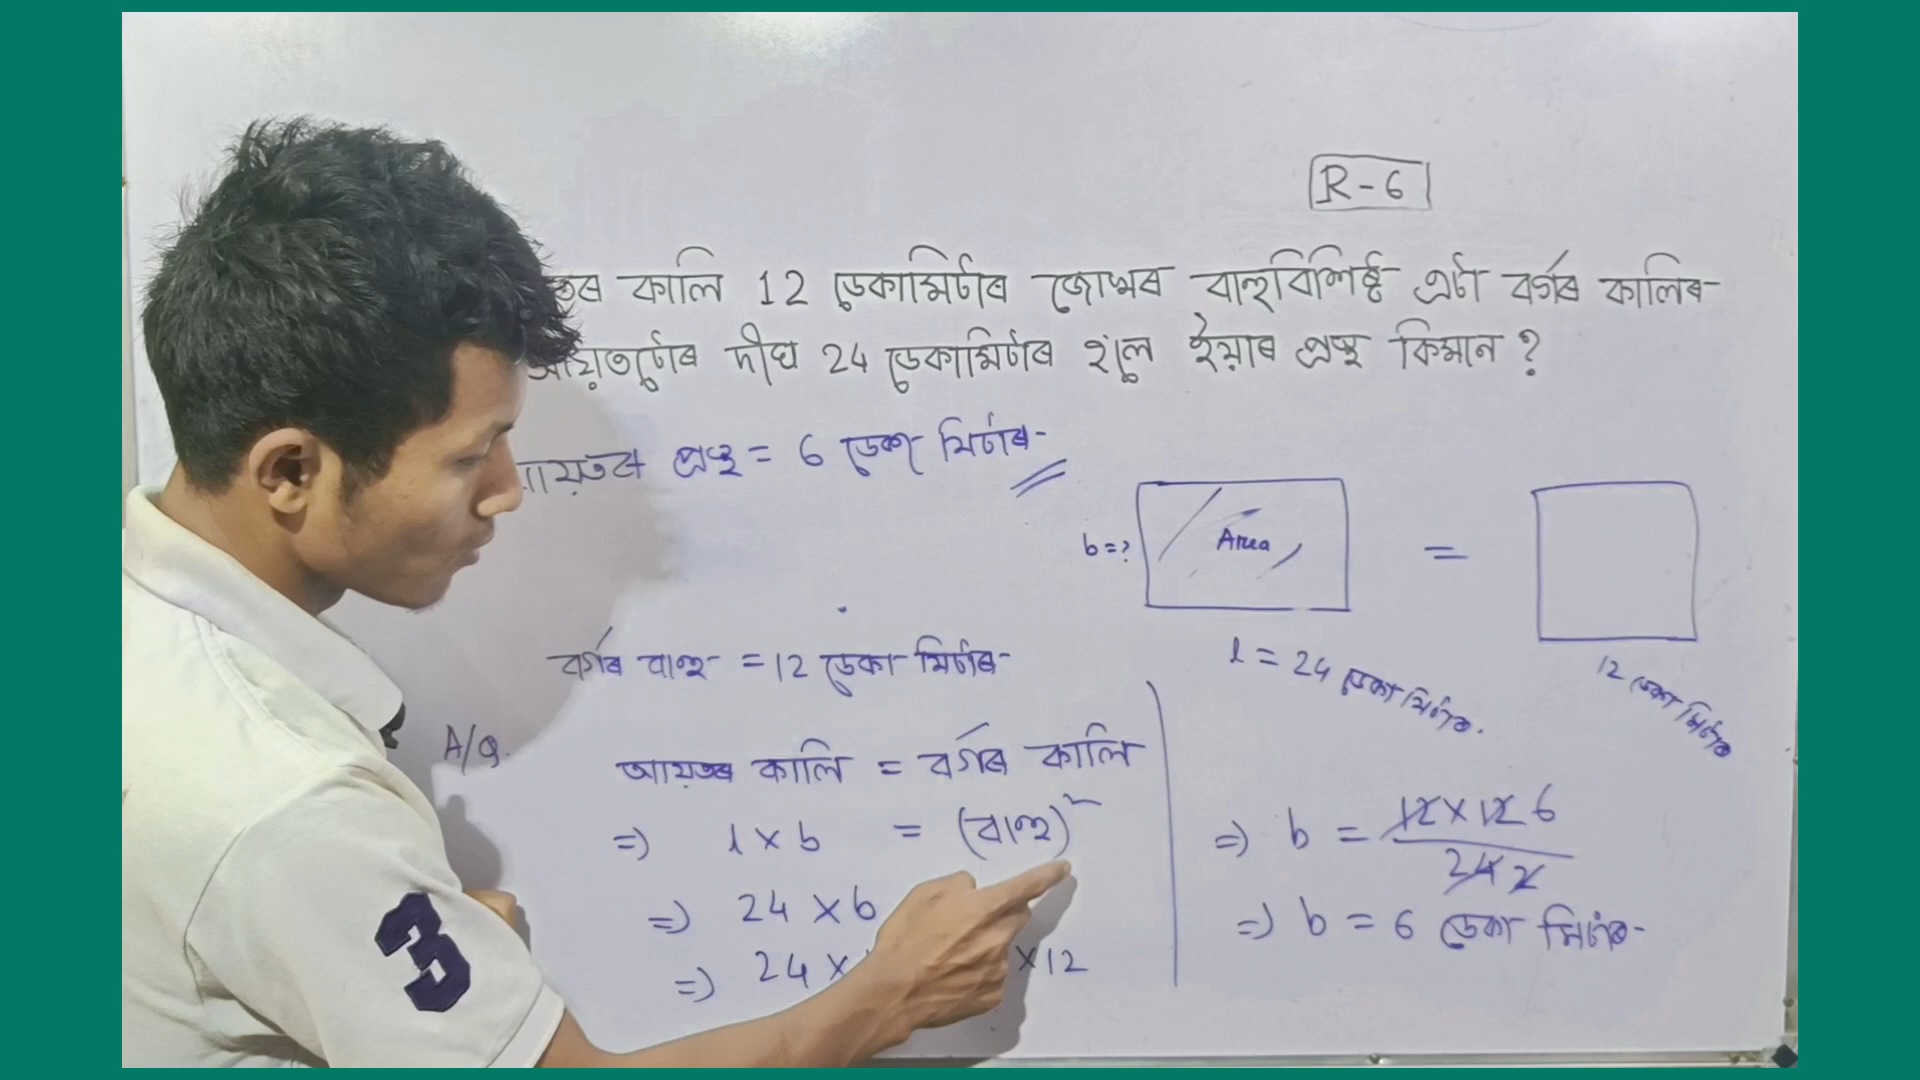 R-6
কালি 12 ডেকামিটাৰ জোখৰ বাহুবিশিষ্ট এটা বৰ্গৰ কালিৰ
আয়তটোৰ দীঘ 24 ডেকামিটাৰ হ'লে ইয়াৰ প্ৰস্থ কিমান ?
প্ৰস্থ = 6 ডেকা মিটাৰ
b = ?
Area
=
বৰ্গৰ বাহু = 12 ডেকা মিটাৰ
l = 24 ডেকা মিটাৰ.
12 ডেকা মিটাৰ
A/Q.
আয়তৰ কালি = বৰ্গৰ কালি
=> l × b = (বাহু)²
=> 24 × b
=> 24 ×
× 12
=> b = 12 × 12 6
24 2
=> b = 6 ডেকা মিটাৰ
3